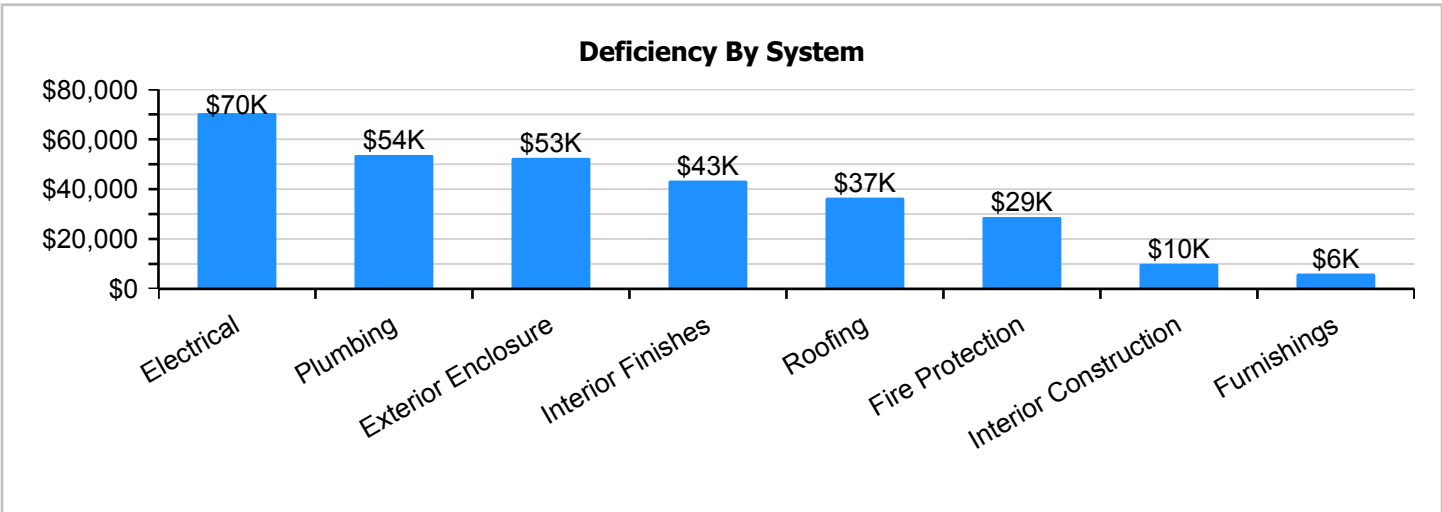 Deficiency By System
$80,000
$60,000
$40,000
$20,000
$0
$70K
$54K
$53K
$43K
$37K
$29K
$10K
$6K
Electrical
Plumbing
Exterior Enclosure
Interior Finishes
Roofing
Fire Protection
Interior Construction
Furnishings